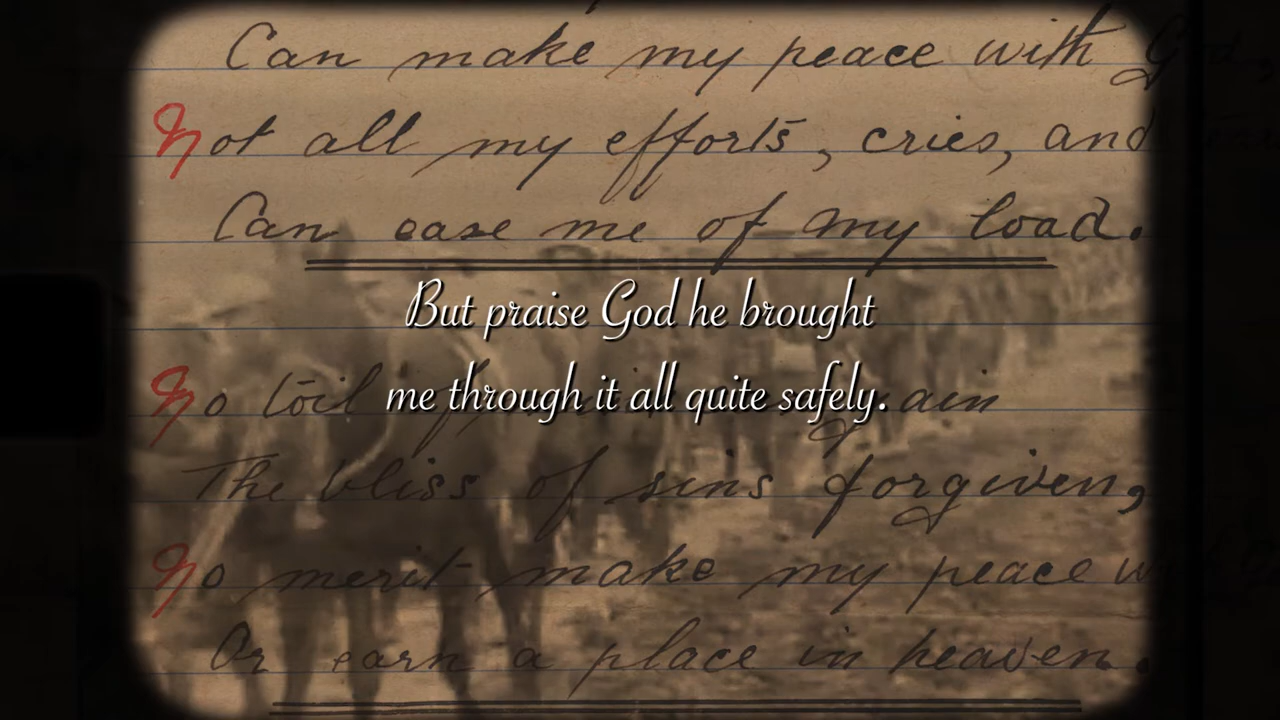 Can make my peace with God,
Not all my efforts, cries, and
Can ease me of my load.
But praise God he brought
me through it all quite safely.
No toil
The bliss of sins forgiven,
No merit make my peace
Or earn a place in heaven.